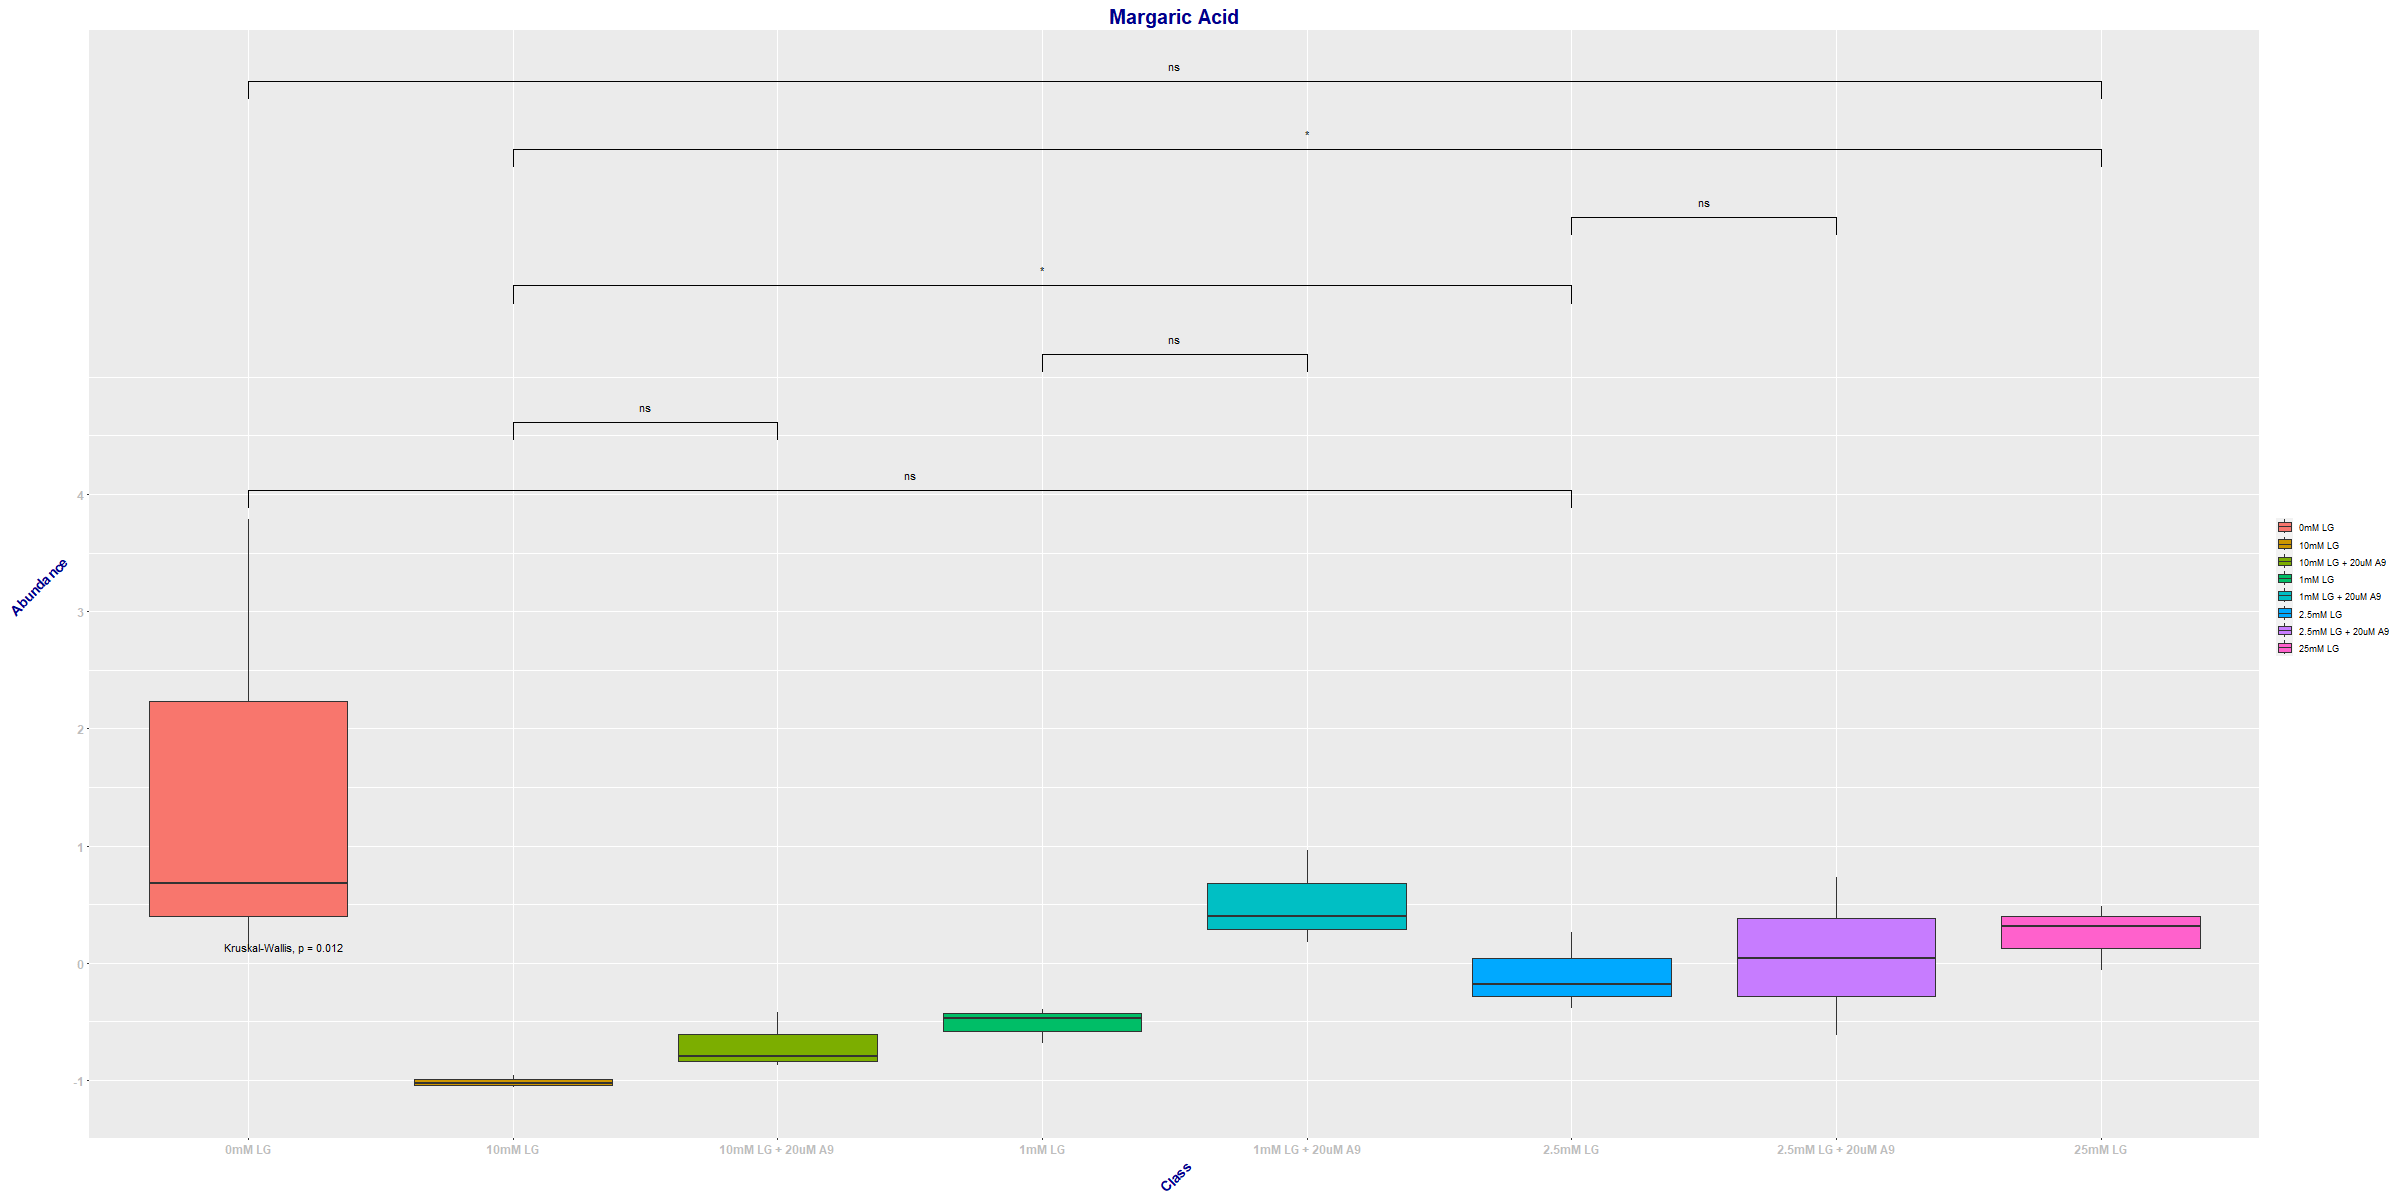 Margaric Acid
ns
*
ns
*
ns
ns
ns
4
3
2
1
0
-1
Abundance
Kruskal-Wallis, p = 0.012
0mM LG
10mM LG
10mM LG + 20uM A9
1mM LG
1mM LG + 20uM A9
2.5mM LG
2.5mM LG + 20uM A9
25mM LG
Class
0mM LG
10mM LG
10mM LG + 20uM A9
1mM LG
1mM LG + 20uM A9
2.5mM LG
2.5mM LG + 20uM A9
25mM LG